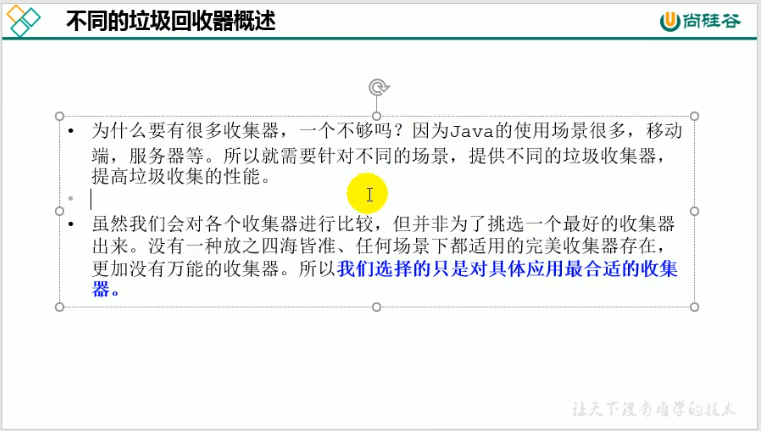 不同的垃圾回收器概述
尚硅谷
为什么要有很多收集器，一个不够吗？因为Java的使用场景很多，移动
端，服务器等。所以就需要针对不同的场景，提供不同的垃圾收集器，
提高垃圾收集的性能。
虽然我们会对各个收集器进行比较，但并非为了挑选一个最好的收集器
出来。没有一种放之四海皆准、任何场景下都适用的完美收集器存在，
更加没有万能的收集器。所以我们选择的只是对具体应用最合适的收集
器。
让天下没有难学的技术